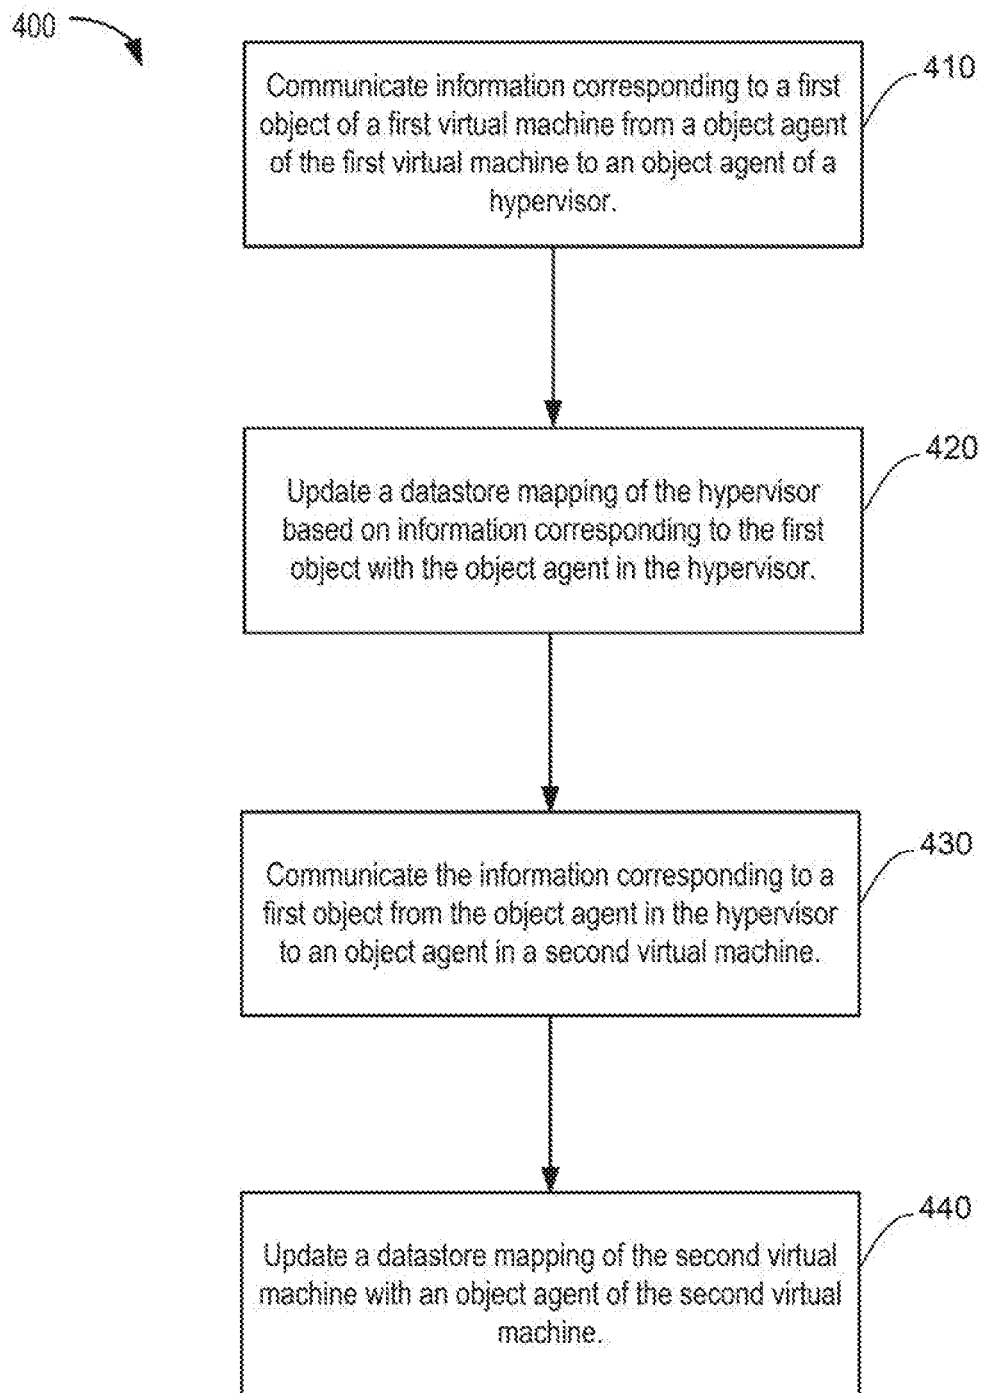 400
410
Communicate information corresponding to a first
object of a first virtual machine from a object agent
of the first virtual machine to an object agent of a
hypervisor.
420
Update a datastore mapping of the hypervisor
based on information corresponding to the first
object with the object agent in the hypervisor.
430
Communicate the information corresponding to a
first object from the object agent in the hypervisor
to an object agent in a second virtual machine.
440
Update a datastore mapping of the second virtual
machine with an object agent of the second virtual
machine.